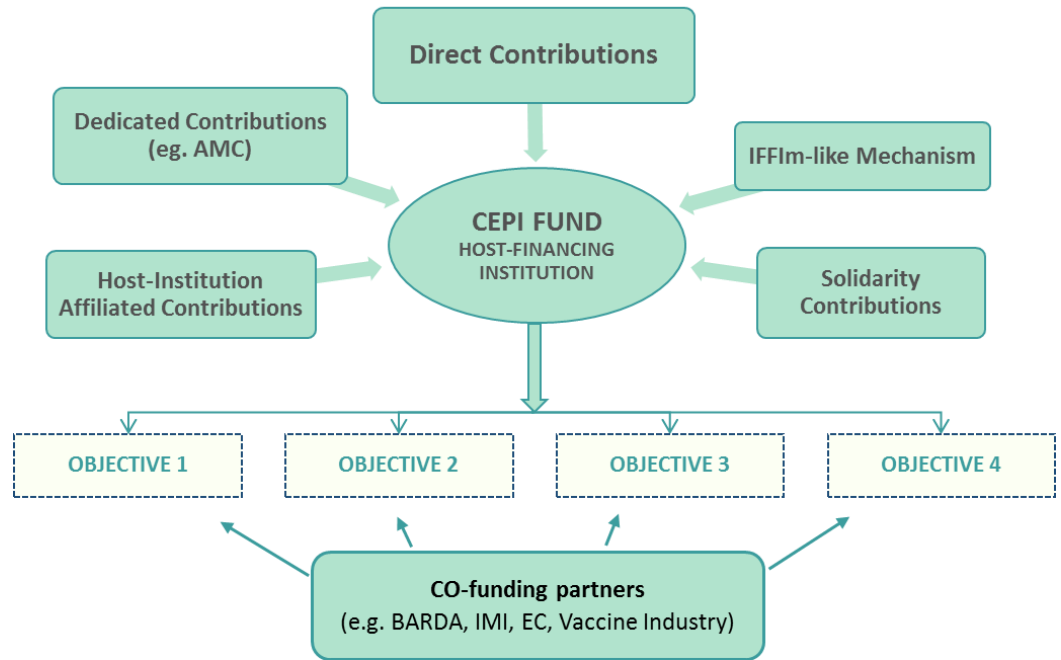 Direct Contributions
Dedicated Contributions
(eg. AMC)
IFFIm-like Mechanism
CEPI FUND
HOST-FINANCING
INSTITUTION
Host-Institution
Affiliated Contributions
Solidarity
Contributions
OBJECTIVE 1
OBJECTIVE 2
OBJECTIVE 3
OBJECTIVE 4
CO-funding partners
(e.g. BARDA, IMI, EC, Vaccine Industry)